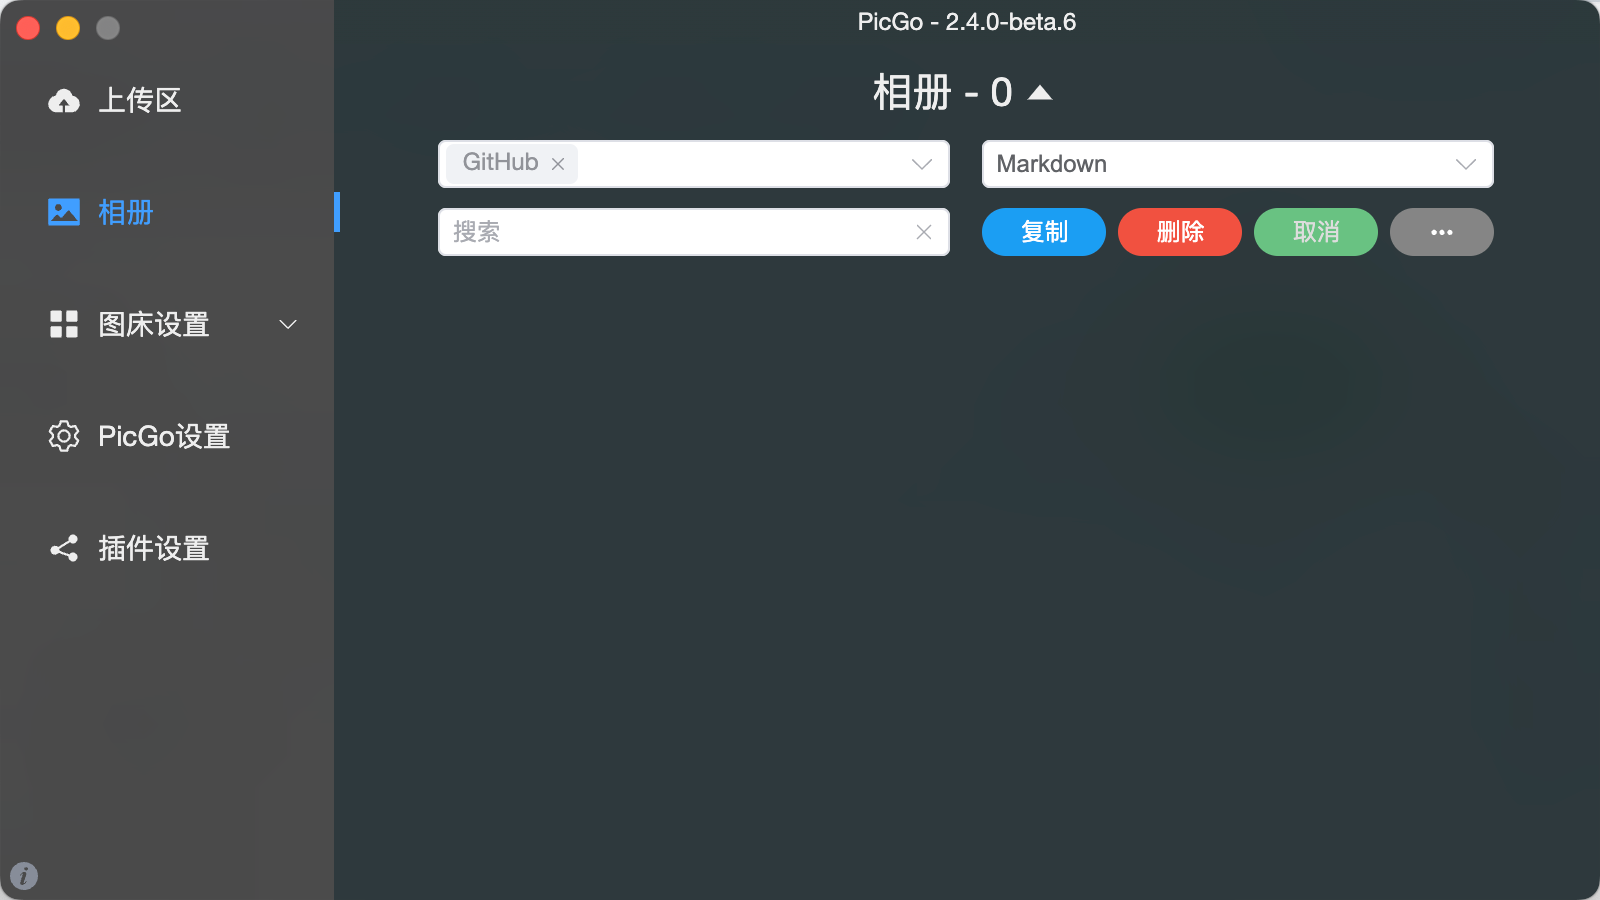 PicGo - 2.4.0-beta.6
上传区
相册
图床设置
PicGo设置
插件设置
相册 - 0
GitHub
Markdown
搜索
复制
删除
取消
•••
i